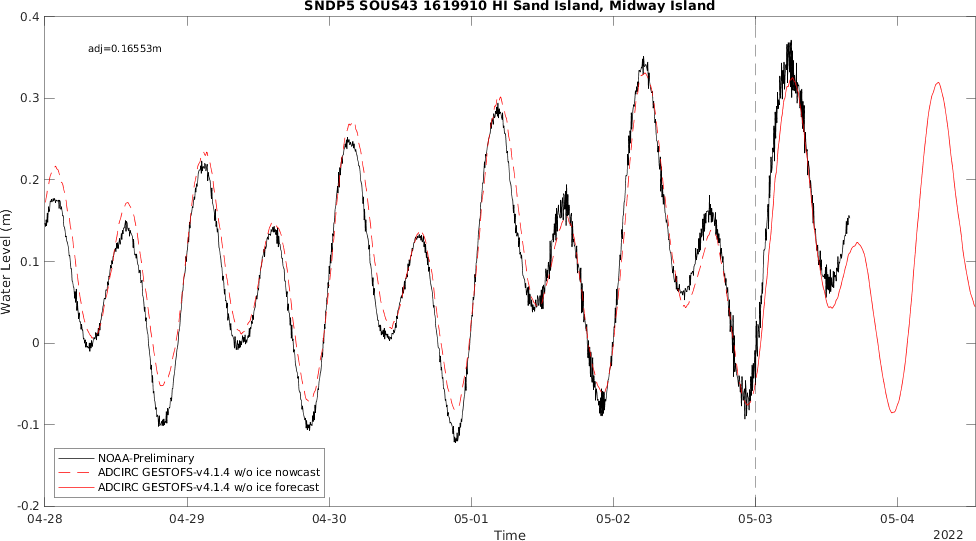 SNDP5 SOUS43 1619910 HI Sand Island, Midway Island
adj=0.16553m
Water Level (m)
0.4
0.3
0.2
0.1
0
-0.1
-0.2
NOAA-Preliminary
ADCIRC GESTOFS-v4.1.4 w/o ice nowcast
ADCIRC GESTOFS-v4.1.4 w/o ice forecast
04-28 04-29 04-30 05-01 05-02 05-03 05-04
Time
2022